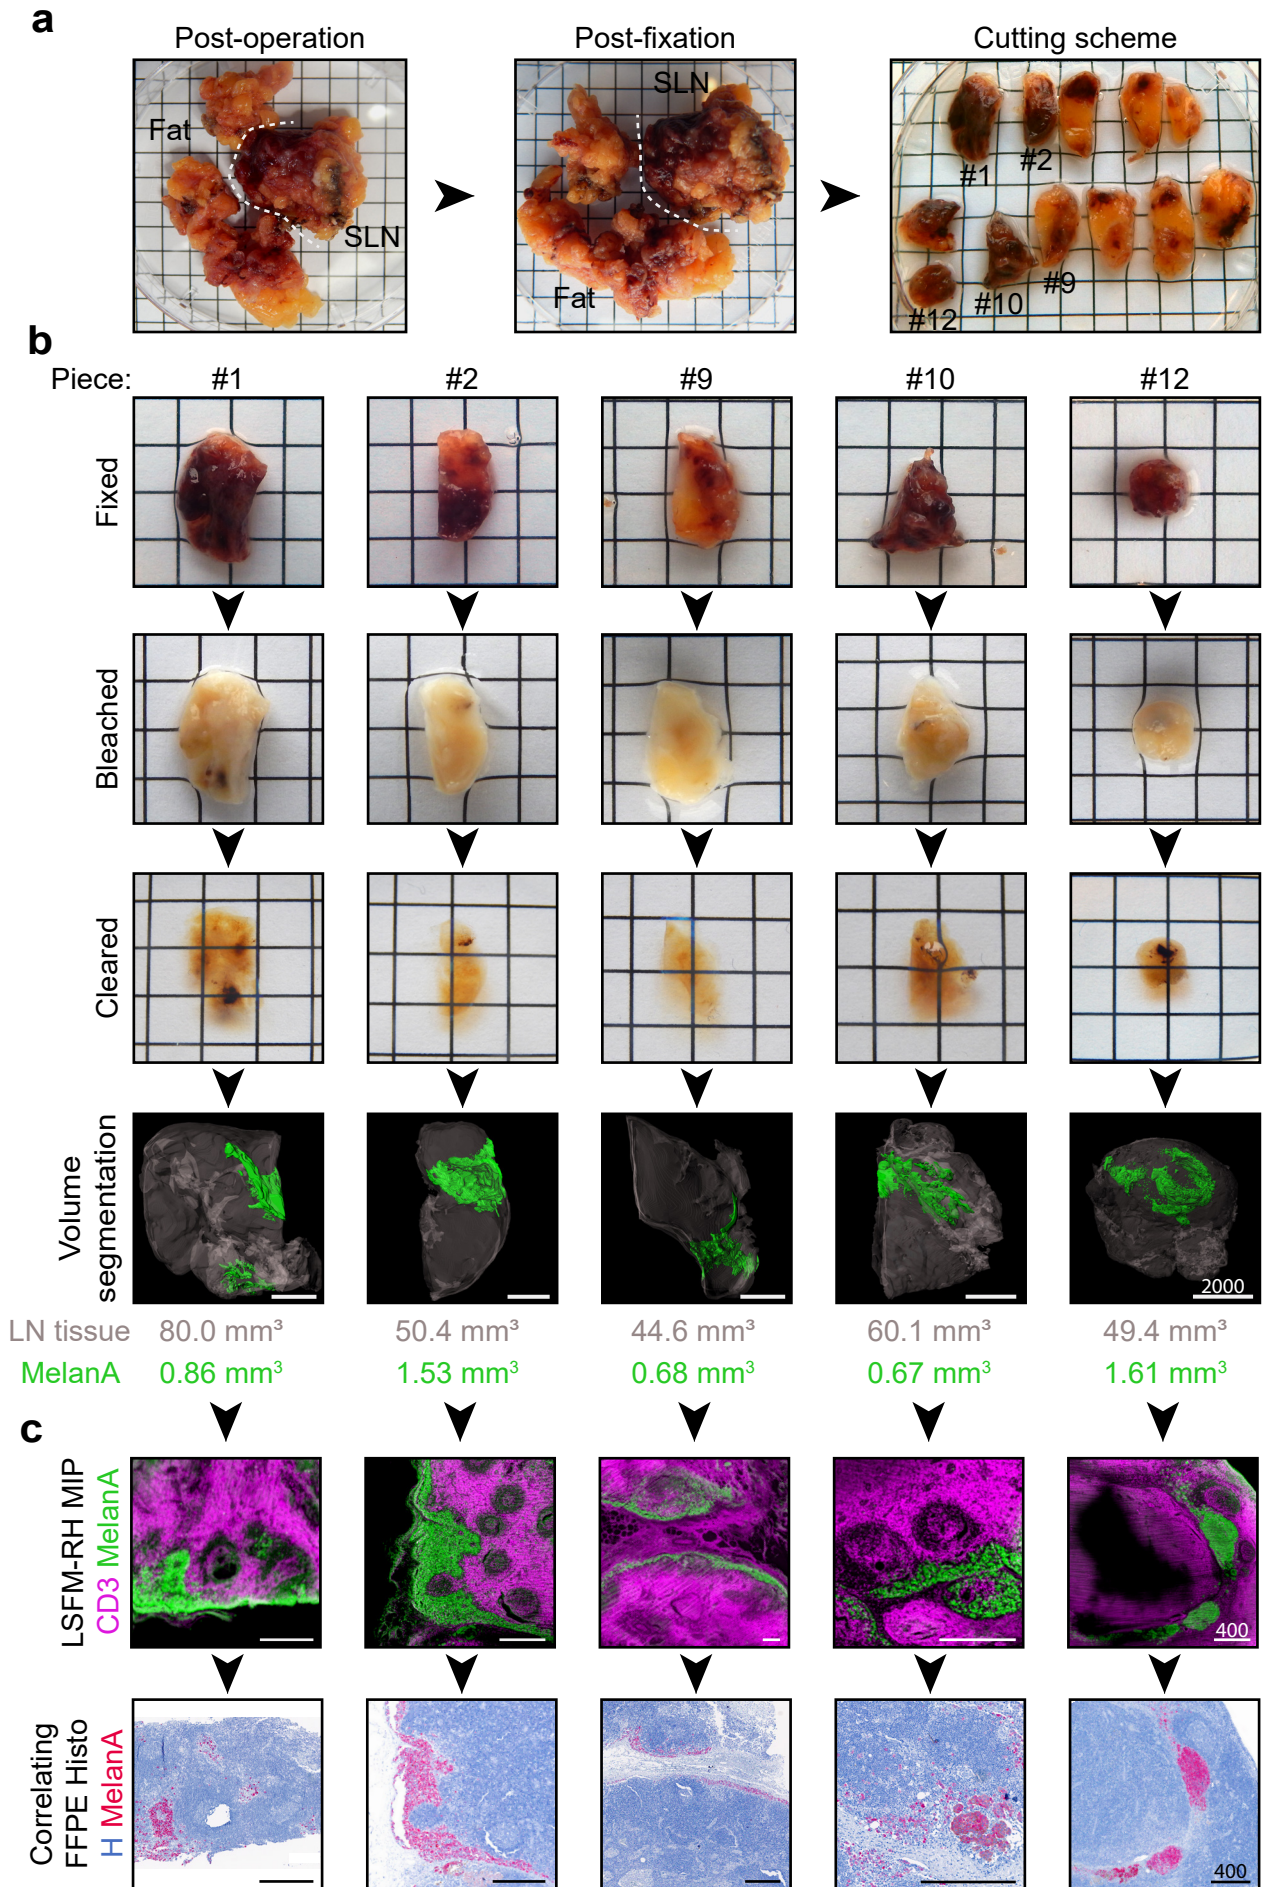 a
Post-operation
Post-fixation
Cutting scheme
Fat
SLN
SLN
Fat
#1
#2
#9
#10
#12
b
Piece:
#1
#2
#9
#10
#12
Fixed
Bleached
Cleared
Volume
segmentation
2000
LN tissue
80.0 mm³
50.4 mm³
44.6 mm³
60.1 mm³
49.4 mm³
MelanA
0.86 mm³
1.53 mm³
0.68 mm³
0.67 mm³
1.61 mm³
c
LSFM-RH MIP
CD3 MelanA
400
Correlating
FFPE Histo
H MelanA
400